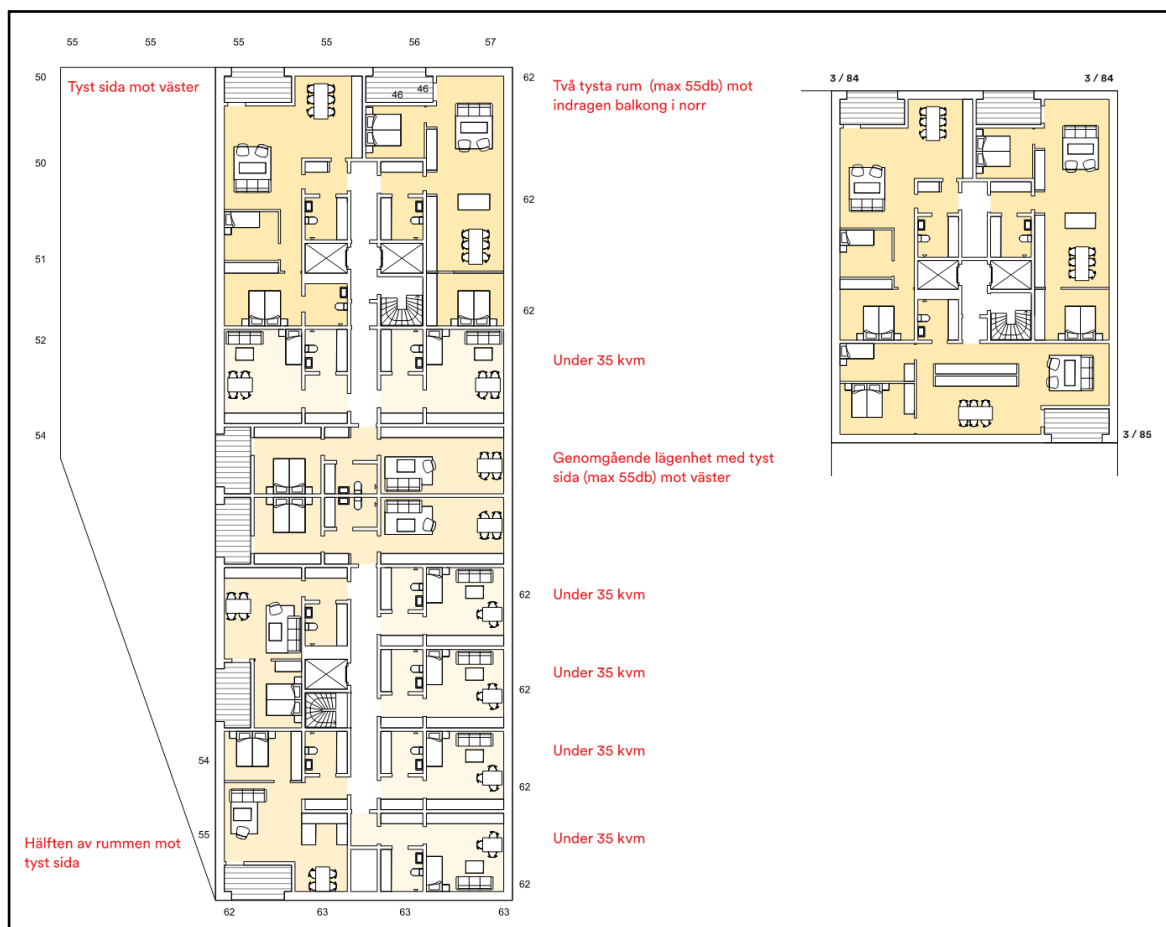 55 55 55 55 56 57
50
Tyst sida mot väster
46 46
62
Två tysta rum (max 55db) mot
indragen balkong i norr
3 / 84 3 / 84
50
62
51
62
52
Under 35 kvm
54
3 / 85
Genomgående lägenhet med tyst
sida (max 55db) mot väster
62
Under 35 kvm
62
Under 35 kvm
54
62
Under 35 kvm
55
Hälften av rummen mot
tyst sida
Under 35 kvm
62
62 63 63 63